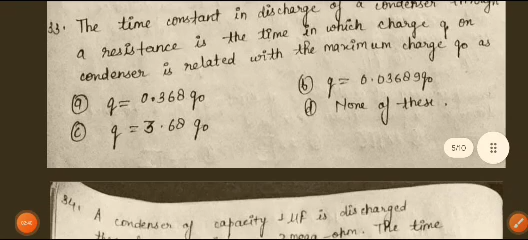 33. The time constant in discharge of a condenser through
a resistance is the time in which charge q on
condenser is related with the maximum charge q0 as
(a) q = 0.368 q0
(b) q = 0.0368 q0
(c) q = 3.68 q0
(d) None of these.
5/10
34. A condenser of capacity 1 μF is discharged
-ohm. The time